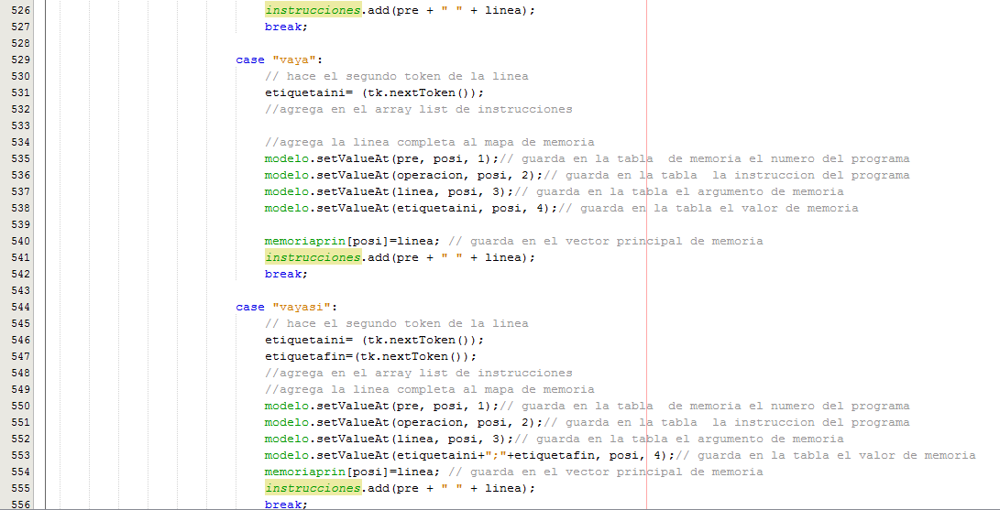 526 instrucciones.add(pre + " " + linea);
527 break;
528
529 case "vaya":
530 // hace el segundo token de la linea
531 etiquetaini= (tk.nextToken());
532 //agrega en el array list de instrucciones
533
534 //agrega la linea completa al mapa de memoria
535 modelo.setValueAt(pre, posi, 1);// guarda en la tabla  de memoria el numero del programa
536 modelo.setValueAt(operacion, posi, 2);// guarda en la tabla  la instruccion del programa
537 modelo.setValueAt(linea, posi, 3);// guarda en la tabla el argumento de memoria
538 modelo.setValueAt(etiquetaini, posi, 4);// guarda en la tabla el valor de memoria
539
540 memoriaprin[posi]=linea; // guarda en el vector principal de memoria
541 instrucciones.add(pre + " " + linea);
542 break;
543
544 case "vayasi":
545 // hace el segundo token de la linea
546 etiquetaini= (tk.nextToken());
547 etiquetafin=(tk.nextToken());
548 //agrega en el array list de instrucciones
549 //agrega la linea completa al mapa de memoria
550 modelo.setValueAt(pre, posi, 1);// guarda en la tabla  de memoria el numero del programa
551 modelo.setValueAt(operacion, posi, 2);// guarda en la tabla  la instruccion del programa
552 modelo.setValueAt(linea, posi, 3);// guarda en la tabla el argumento de memoria
553 modelo.setValueAt(etiquetaini+";"+etiquetafin, posi, 4);// guarda en la tabla el valor de memoria
554 memoriaprin[posi]=linea; // guarda en el vector principal de memoria
555 instrucciones.add(pre + " " + linea);
556 break;